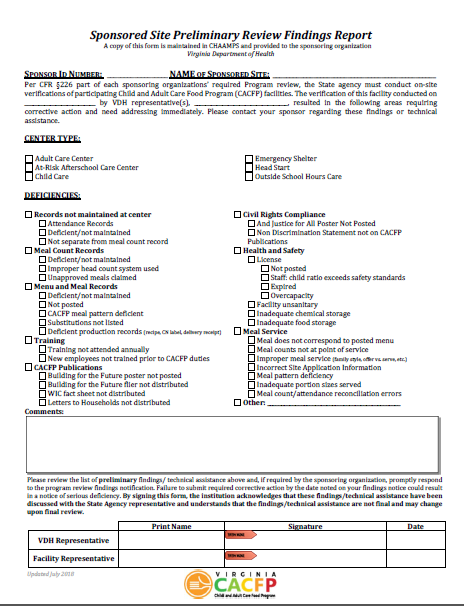 Sponsored Site Preliminary Review Findings Report
A copy of this form is maintained in CHAAMPS and provided to the sponsoring organization
Virginia Department of Health
SPONSOR ID NUMBER: ____________ NAME OF SPONSORED SITE: ____________
Per CFR §226 part of each sponsoring organizations' required Program review, the State agency must conduct on-site
verifications of participating Child and Adult Care Food Program (CACFP) facilities. The verification of this facility conducted on
____________ by VDH representative(s), ____________, resulted in the following areas requiring
corrective action and need addressing immediately. Please contact your sponsor regarding these findings or technical
assistance.
CENTER TYPE:
Adult Care Center
At-Risk Afterschool Care Center
Child Care
Emergency Shelter
Head Start
Outside School Hours Care
DEFICIENCIES:
Records not maintained at center
Attendance Records
Deficient/not maintained
Not separate from meal count record
Meal Count Records
Deficient/not maintained
Improper head count system used
Unapproved meals claimed
Menu and Meal Records
Deficient/not maintained
Not posted
CACFP meal pattern deficient
Substitutions not listed
Deficient production records (recipe, CN label, delivery receipt)
Training
Training not attended annually
New employees not trained prior to CACFP duties
CACFP Publications
Building for the Future poster not posted
Building for the Future flier not distributed
WIC fact sheet not distributed
Letters to Households not distributed
Civil Rights Compliance
And Justice for All Poster Not Posted
Non Discrimination Statement not on CACFP
Publications
Health and Safety
License
Not posted
Staff: child ratio exceeds safety standards
Expired
Overcapacity
Facility unsanitary
Inadequate chemical storage
Inadequate food storage
Meal Service
Meal does not correspond to posted menu
Meal counts not at point of service
Improper meal service (family style, offer vs. serve, etc.)
Incorrect Site Application Information
Meal pattern deficiency
Inadequate portion sizes served
Meal count/attendance reconciliation errors
Other: ____________
Comments:
Please review the list of preliminary findings/ technical assistance above and, if required by the sponsoring organization, promptly respond
to the program review findings notification. Failure to submit required corrective action by the date noted on your findings notice could result
in a notice of serious deficiency. By signing this form, the institution acknowledges that these findings/technical assistance have been
discussed with the State Agency representative and understands that the findings/technical assistance are not final and may change
upon final review.
Print Name Signature Date
VDH Representative
Facility Representative
Updated July 2018
VIRGINIA
CACFP
Child and Adult Care Food Program